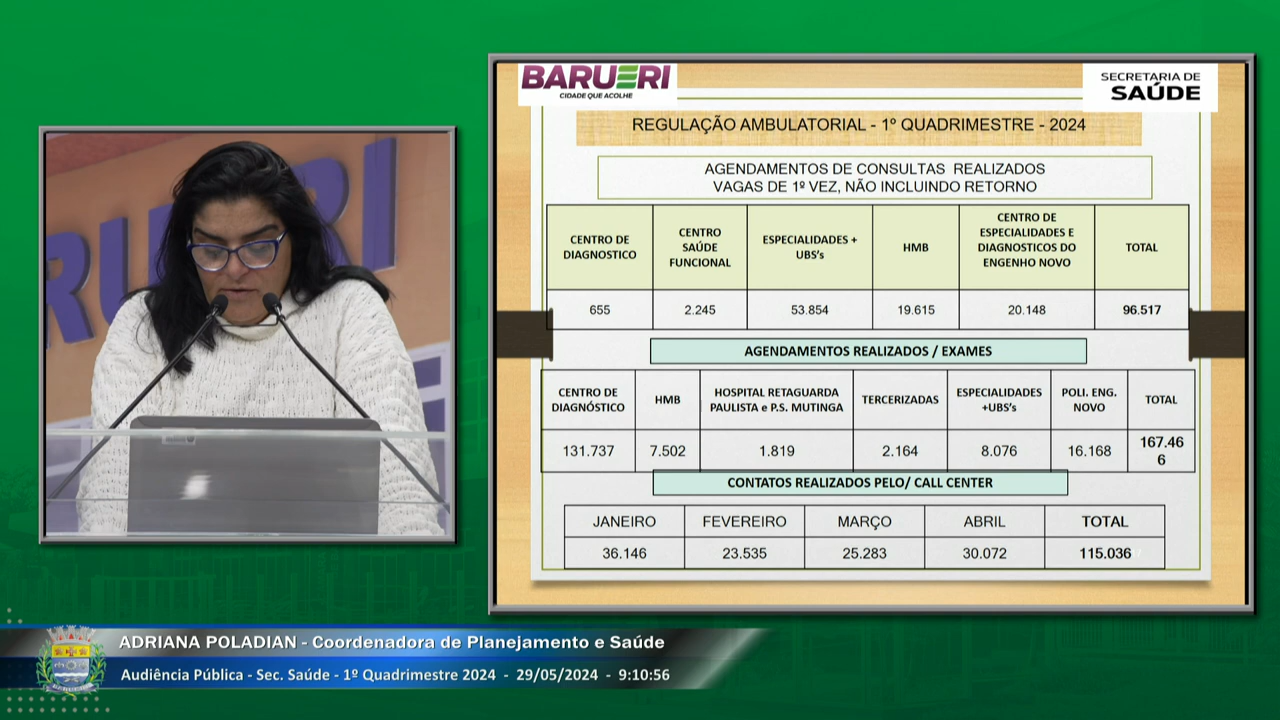 BARUERI
CIDADE QUE ACOLHE
SECRETARIA DE
SAÚDE
REGULAÇÃO AMBULATORIAL - 1º QUADRIMESTRE - 2024
AGENDAMENTOS DE CONSULTAS REALIZADOS
VAGAS DE 1º VEZ, NÃO INCLUINDO RETORNO
CENTRO DE DIAGNOSTICO
CENTRO SAÚDE FUNCIONAL
ESPECIALIDADES + UBS's
HMB
CENTRO DE ESPECIALIDADES E DIAGNOSTICOS DO ENGENHO NOVO
TOTAL
655 2.245 53.854 19.615 20.148 96.517
AGENDAMENTOS REALIZADOS / EXAMES
CENTRO DE DIAGNÓSTICO
HMB
HOSPITAL RETAGUARDA PAULISTA e P.S. MUTINGA
TERCERIZADAS
ESPECIALIDADES +UBS's
POLI. ENG. NOVO
TOTAL
131.737 7.502 1.819 2.164 8.076 16.168 167.466
CONTATOS REALIZADOS PELO/ CALL CENTER
JANEIRO FEVEREIRO MARÇO ABRIL TOTAL
36.146 23.535 25.283 30.072 115.036
ADRIANA POLADIAN - Coordenadora de Planejamento e Saúde
Audiência Pública - Sec. Saúde - 1º Quadrimestre 2024 - 29/05/2024 - 9:10:56